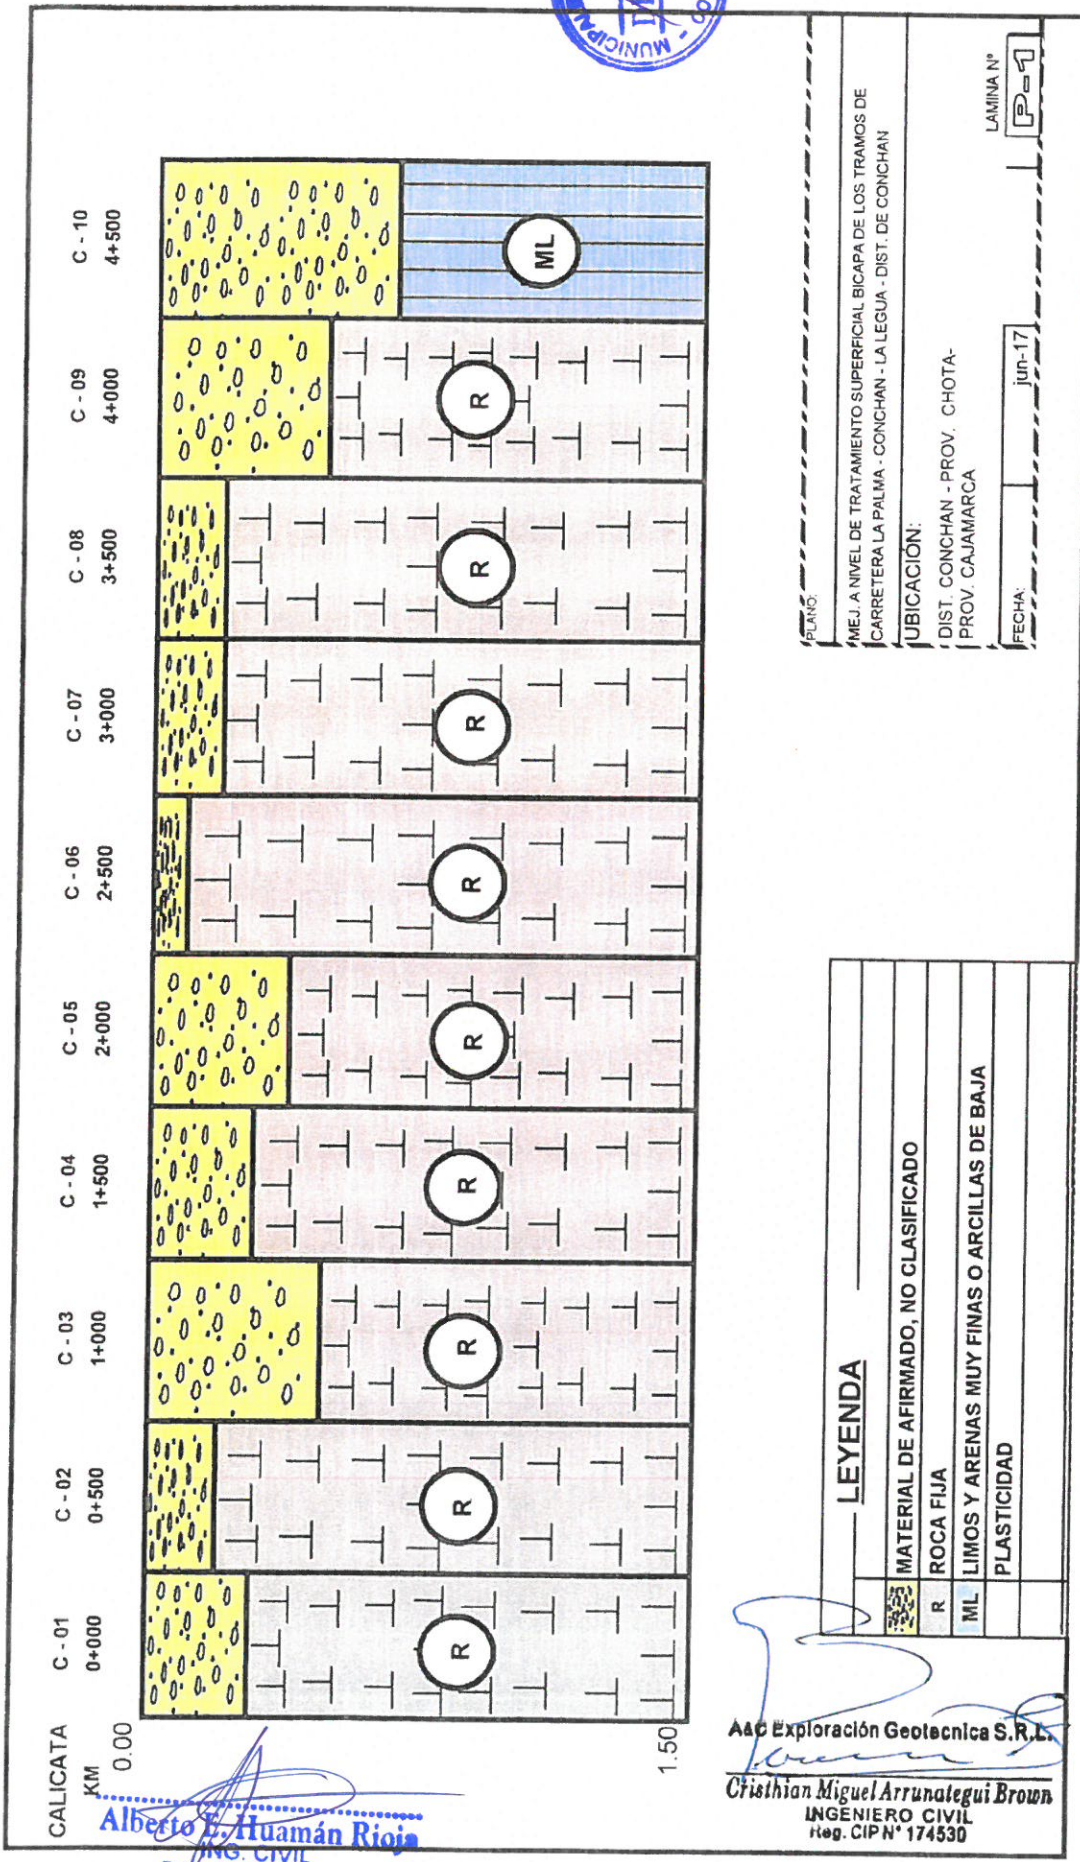 CALICATA C - 01 C - 02 C - 03 C - 04 C - 05 C - 06 C - 07 C - 08 C - 09 C - 10
KM 0+000 0+500 1+000 1+500 2+000 2+500 3+000 3+500 4+000 4+500
0.00
R R R R R R R R R ML
1.50
Alberto E. Huamán Rioja
ING. CIVIL
MUNICIPAL
A&C Exploración Geotecnica S.R.L.
Cristhian Miguel Arrunategui Brown
INGENIERO CIVIL
Reg. CIP N° 174530
LEYENDA
MATERIAL DE AFIRMADO, NO CLASIFICADO
R ROCA FIJA
ML LIMOS Y ARENAS MUY FINAS O ARCILLAS DE BAJA
PLASTICIDAD
PLANO:
MEJ. A NIVEL DE TRATAMIENTO SUPERFICIAL BICAPA DE LOS TRAMOS DE
CARRETERA LA PALMA - CONCHAN - LA LEGUA - DIST. DE CONCHAN
UBICACIÓN:
DIST. CONCHAN - PROV. CHOTA-
PROV. CAJAMARCA
LAMINA N°
FECHA: jun-17 P-1